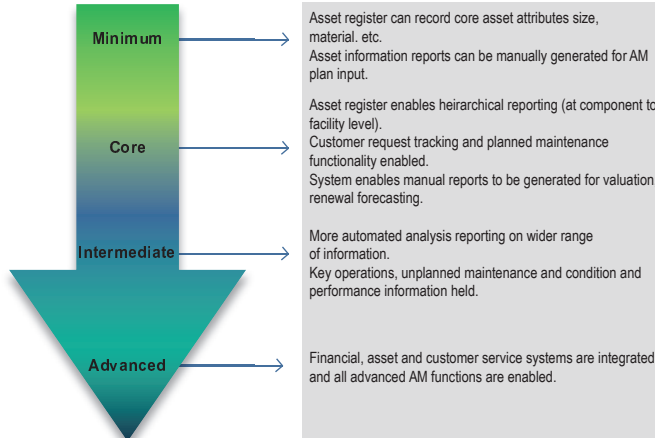 Minimum
Asset register can record core asset attributes size,
material. etc.
Asset information reports can be manually generated for AM
plan input.
Core
Asset register enables heirarchical reporting (at component to
facility level).
Customer request tracking and planned maintenance
functionality enabled.
System enables manual reports to be generated for valuation
renewal forecasting.
Intermediate
More automated analysis reporting on wider range
of information.
Key operations, unplanned maintenance and condition and
performance information held.
Advanced
Financial, asset and customer service systems are integrated
and all advanced AM functions are enabled.